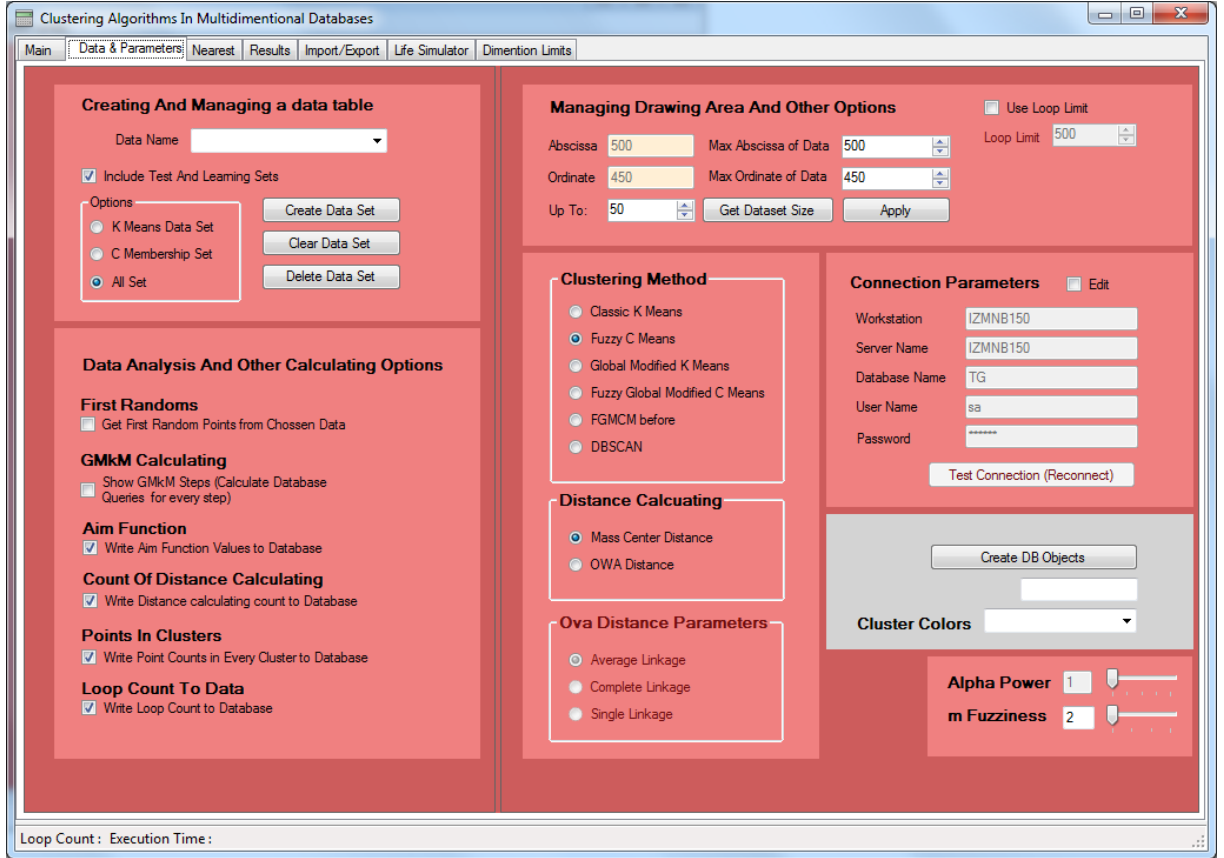 Clustering Algorithms In Multidimentional Databases
Main Data & Parameters Nearest Results Import/Export Life Simulator Dimention Limits
Creating And Managing a data table
Data Name
Include Test And Learning Sets
Options
K Means Data Set
C Membership Set
All Set
Create Data Set
Clear Data Set
Delete Data Set
Data Analysis And Other Calculating Options
First Randoms
Get First Random Points from Chossen Data
GMkM Calculating
Show GMkM Steps (Calculate Database
Queries for every step)
Aim Function
Write Aim Function Values to Database
Count Of Distance Calculating
Write Distance calculating count to Database
Points In Clusters
Write Point Counts in Every Cluster to Database
Loop Count To Data
Write Loop Count to Database
Managing Drawing Area And Other Options
Use Loop Limit
Loop Limit 500
Abscissa 500 Max Abscissa of Data 500
Ordinate 450 Max Ordinate of Data 450
Up To: 50 Get Dataset Size Apply
Clustering Method
Classic K Means
Fuzzy C Means
Global Modified K Means
Fuzzy Global Modified C Means
FGMCM before
DBSCAN
Distance Calcuating
Mass Center Distance
OWA Distance
Ova Distance Parameters
Average Linkage
Complete Linkage
Single Linkage
Connection Parameters Edit
Workstation IZMNB150
Server Name IZMNB150
Database Name TG
User Name sa
Password ******
Test Connection (Reconnect)
Create DB Objects
Cluster Colors
Alpha Power 1
m Fuzziness 2
Loop Count : Execution Time :